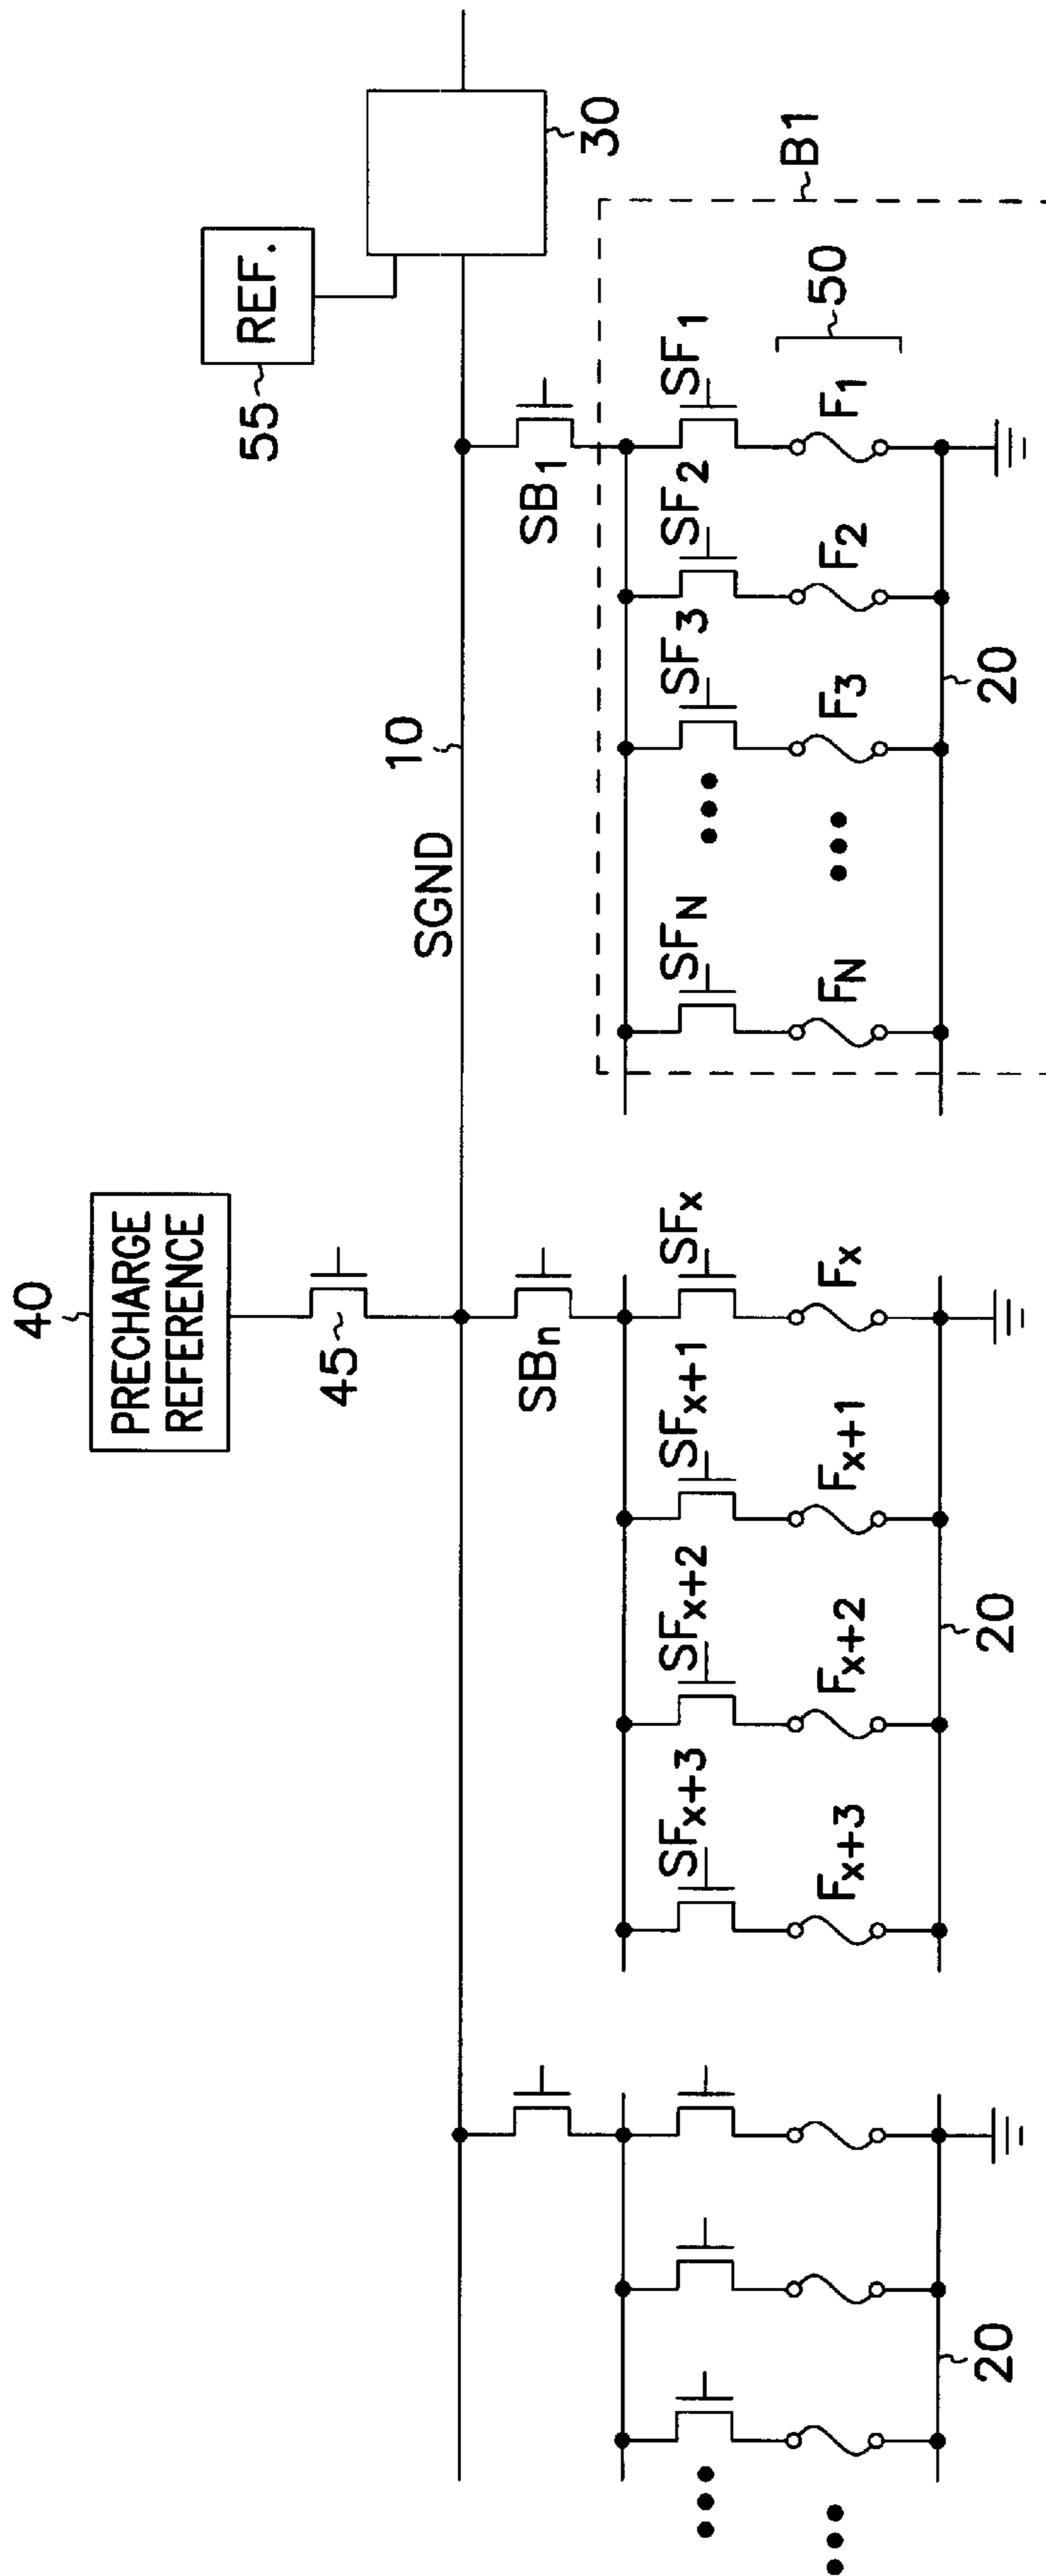 40
PRECHARGE
REFERENCE
45
55
REF.
30
10
SGND
SBn
SB1
B1
SFx+3
SFx+2
SFx+1
SFx
SFN
SF3
SF2
SF1
50
Fx+3
Fx+2
Fx+1
Fx
FN
F3
F2
F1
20
20
20